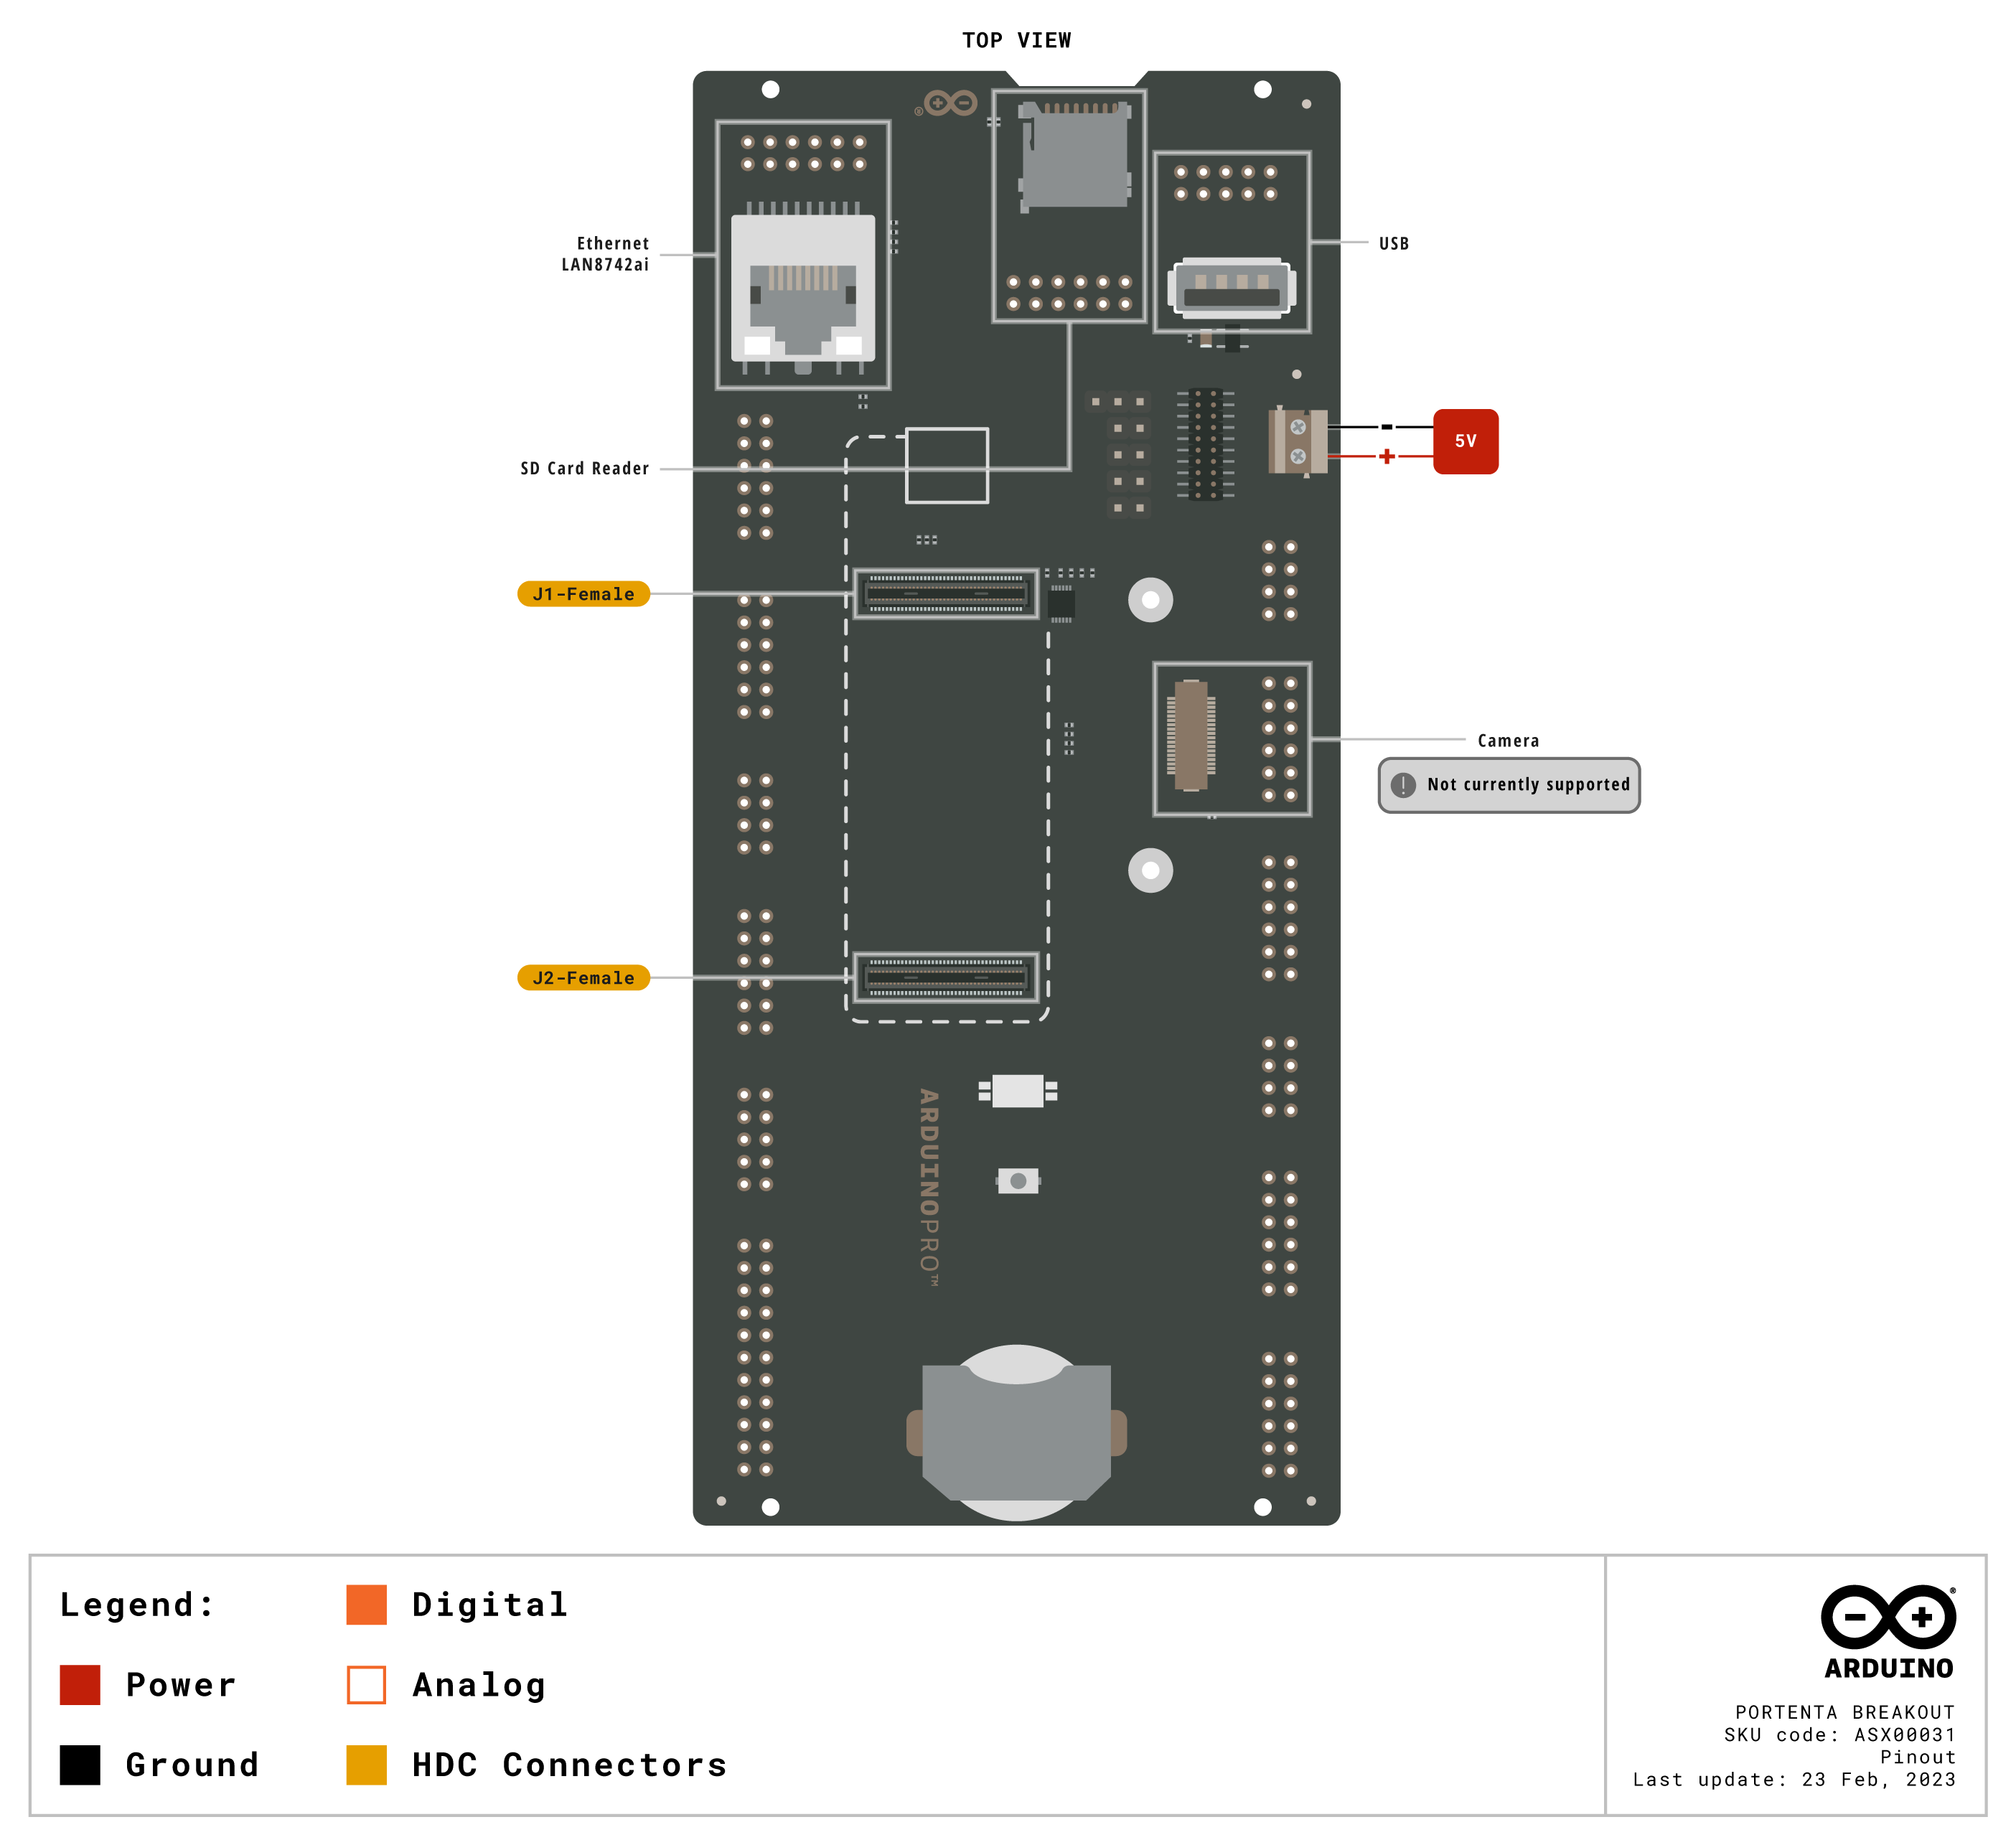 TOP VIEW
Ethernet
LAN8742ai
USB
5V
SD Card Reader
J1-Female
Camera
Not currently supported
J2-Female
ARDUINOPRO™
Legend:
Digital
Power
Analog
Ground
HDC Connectors
ARDUINO
PORTENTA BREAKOUT
SKU code: ASX00031
Pinout
Last update: 23 Feb, 2023